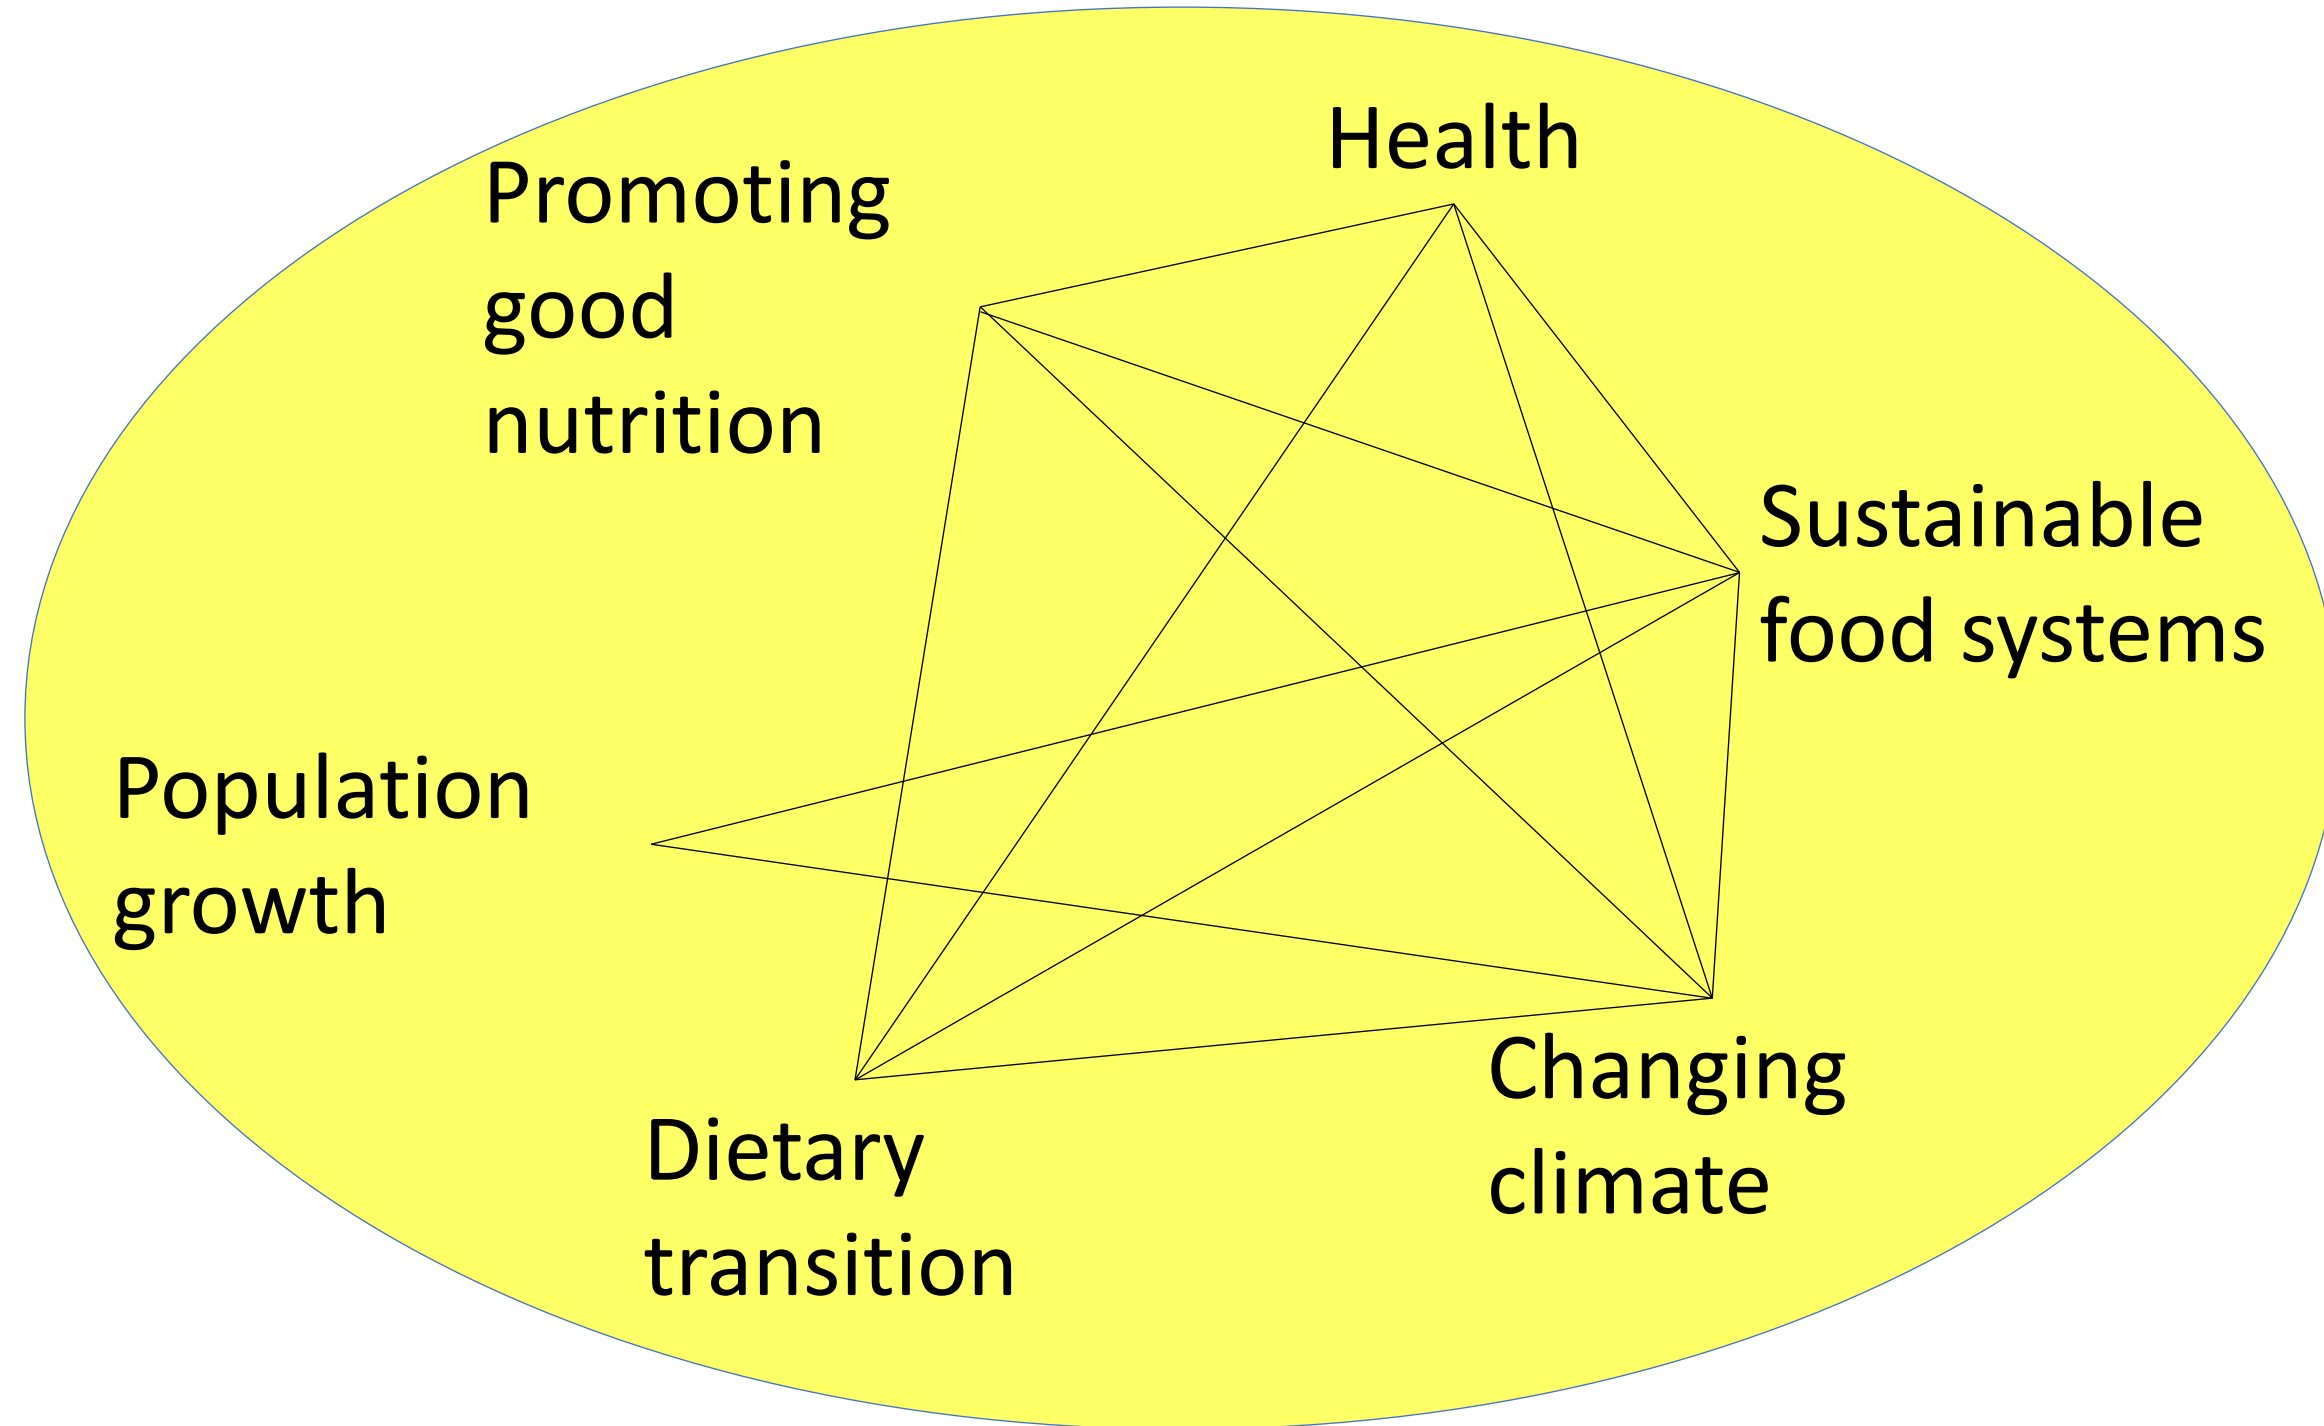 Health
Promoting
good
nutrition
Sustainable
food systems
Population
growth
Changing
climate
Dietary
transition